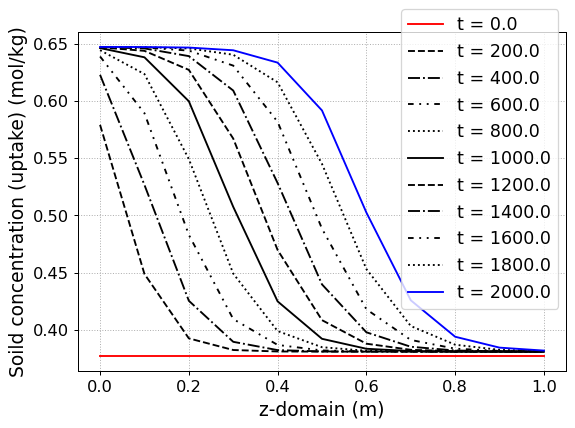 t = 0.0
t = 200.0
t = 400.0
t = 600.0
t = 800.0
t = 1000.0
t = 1200.0
t = 1400.0
t = 1600.0
t = 1800.0
t = 2000.0
Soild concentration (uptake) (mol/kg)
0.65
0.60
0.55
0.50
0.45
0.40
0.0 0.2 0.4 0.6 0.8 1.0
z-domain (m)